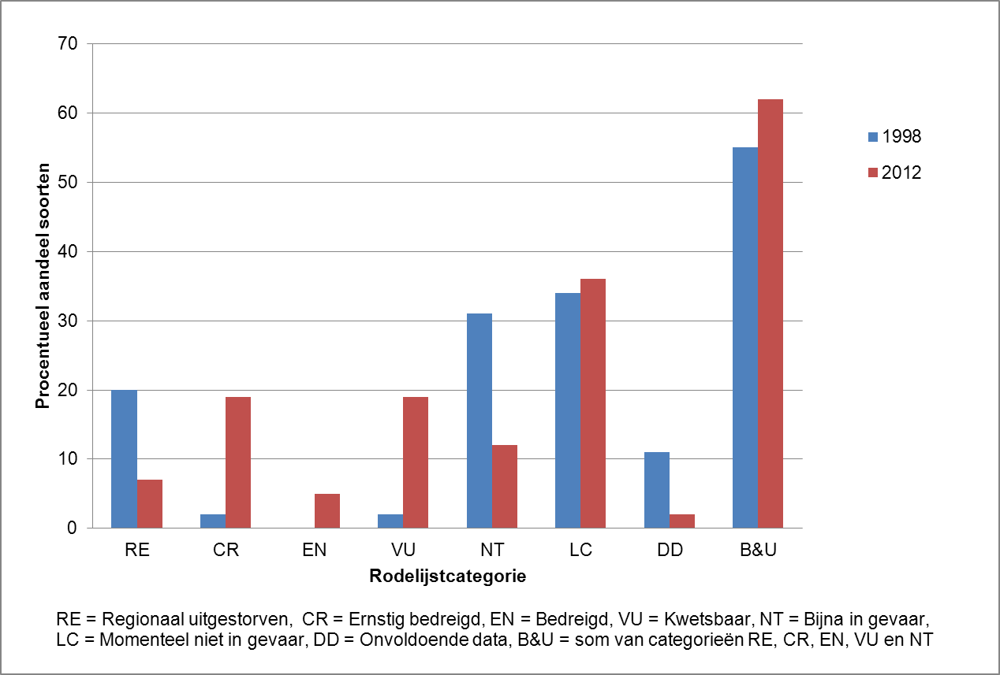 70
60
50
40
30
20
10
0
Procentueel aandeel soorten
RE CR EN VU NT LC DD B&U
Rodelijstcategorie
1998
2012
RE = Regionaal uitgestorven, CR = Ernstig bedreigd, EN = Bedreigd, VU = Kwetsbaar, NT = Bijna in gevaar,
LC = Momenteel niet in gevaar, DD = Onvoldoende data, B&U = som van categorieën RE, CR, EN, VU en NT